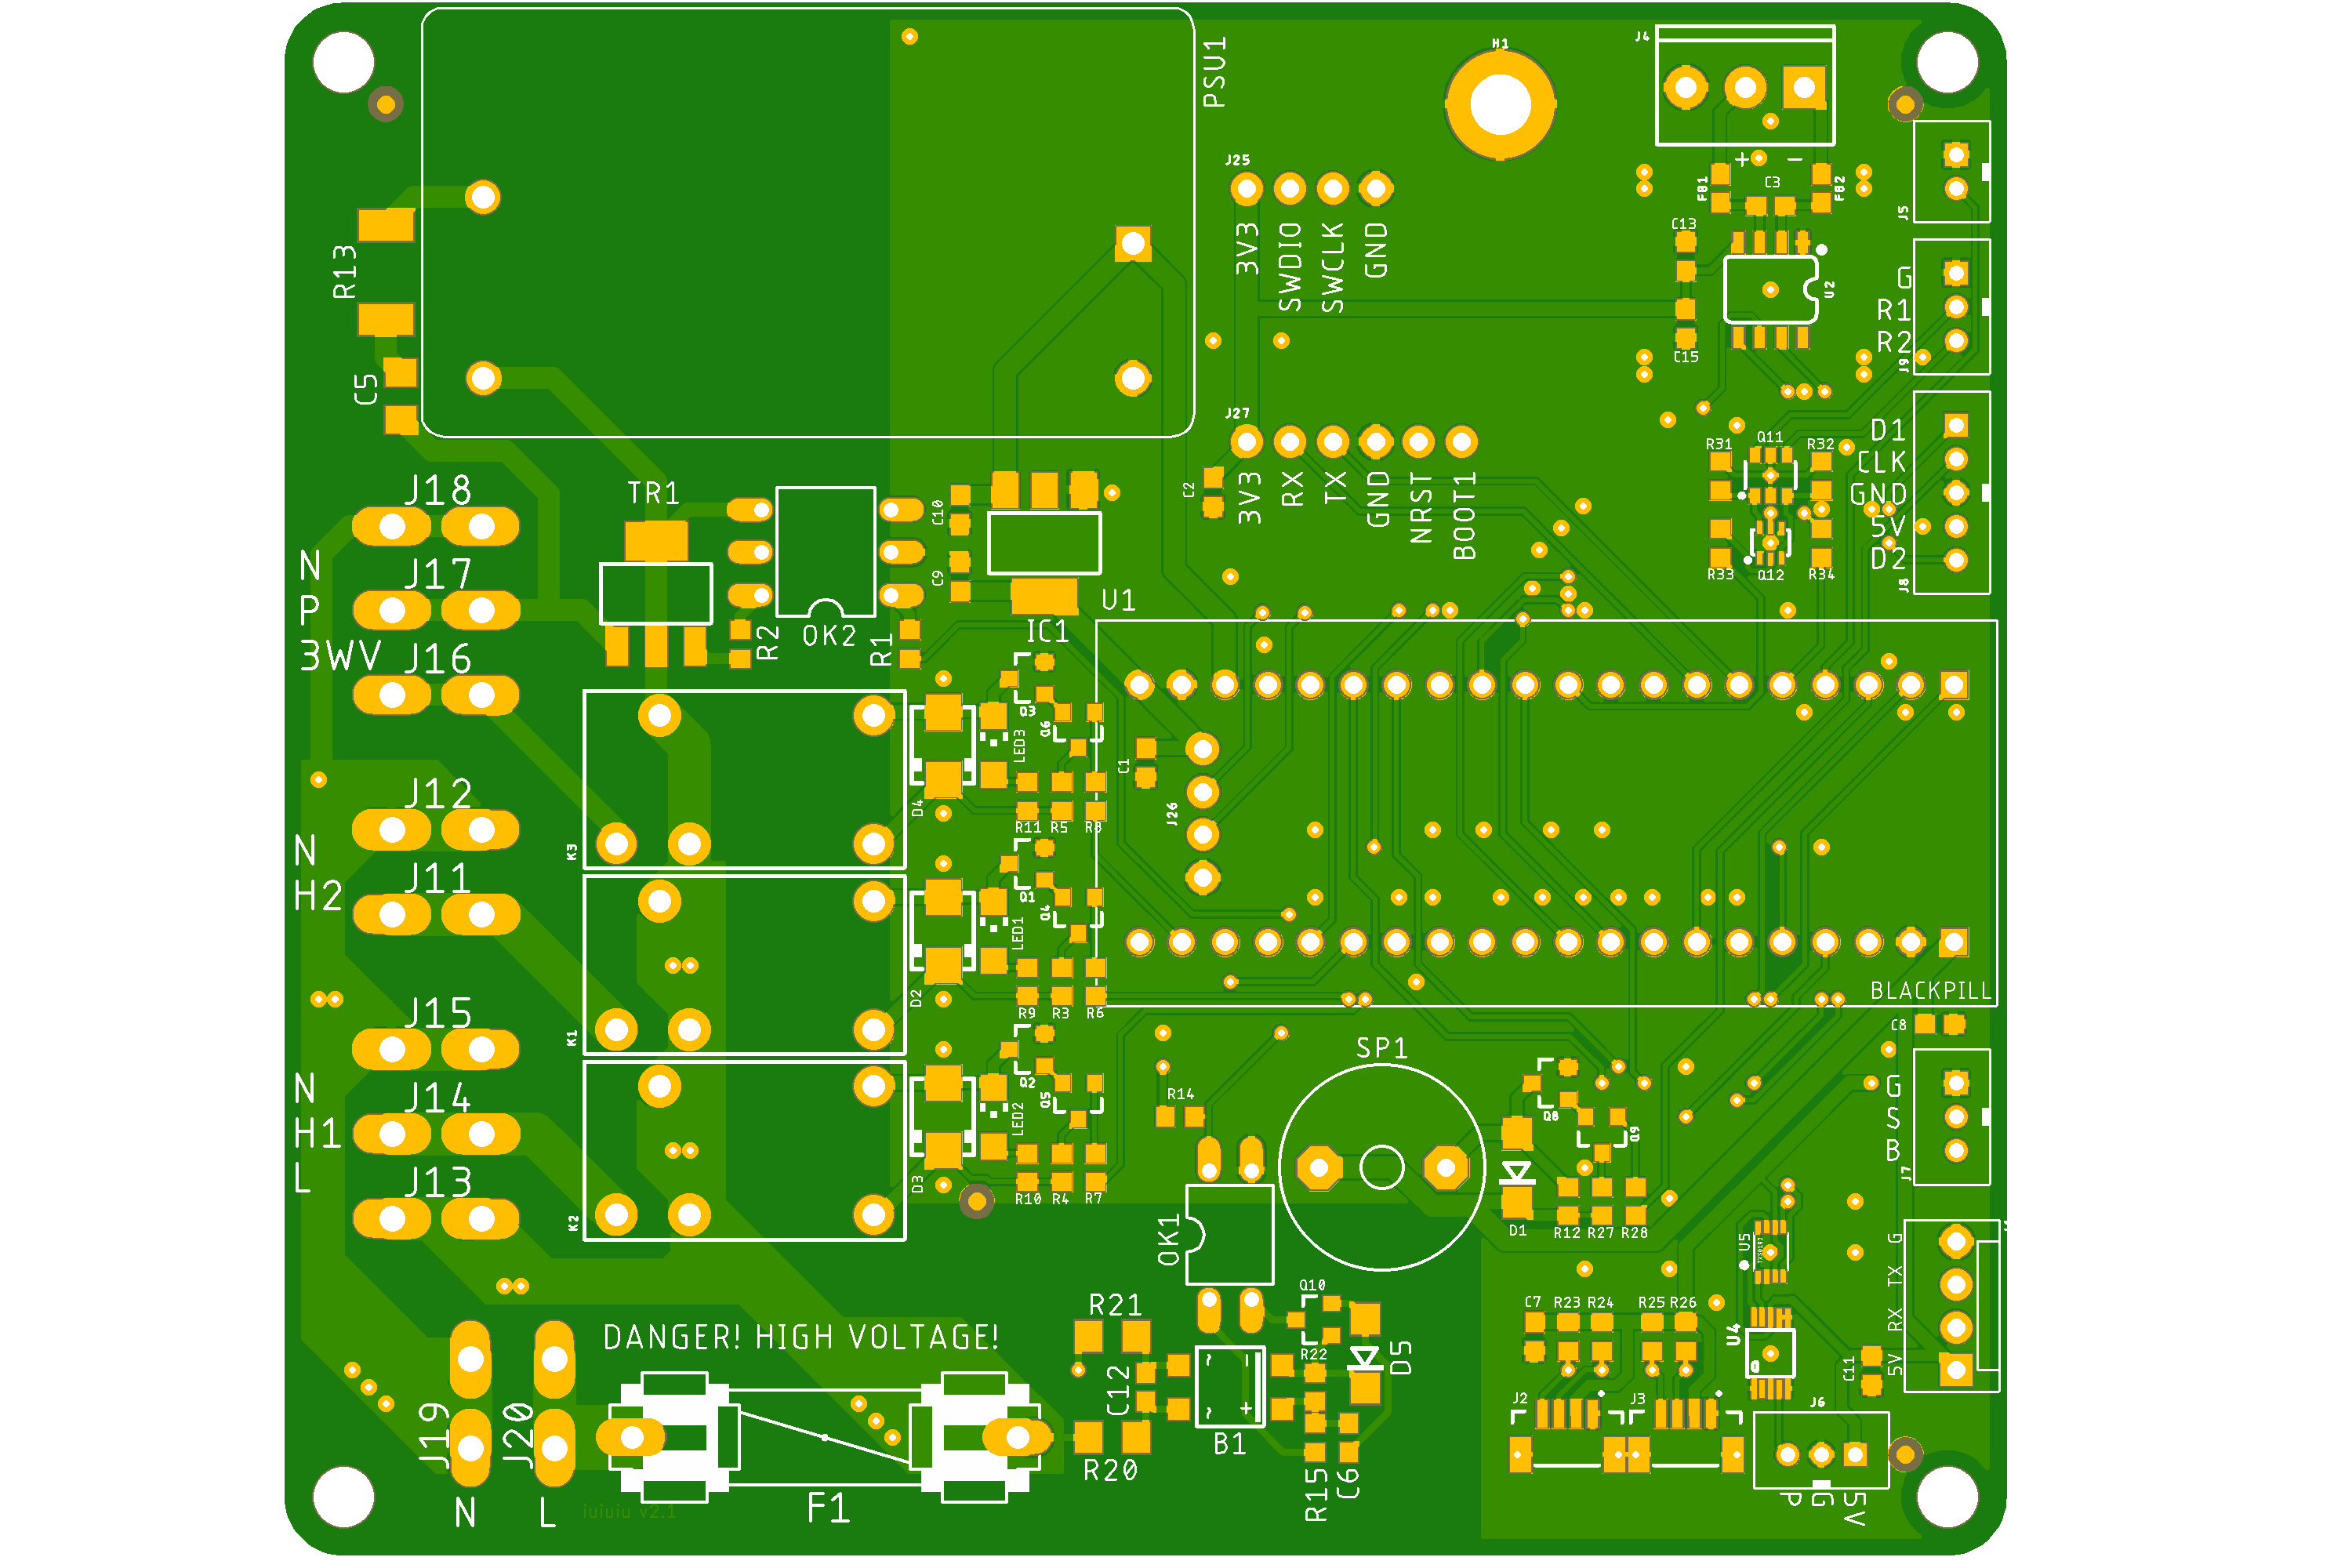 PSU1
H1
J4
+ -
FB1
C3
FB2
J25
J5
C13
3V3
SWDIO
SWCLK
GND
R13
U2
G
R1
R2
C15
J9
C5
J27
D1
CLK
GND
5V
D2
J8
R31
Q11
R32
R33
Q12
R34
3V3
RX
TX
GND
NRST
BOOT1
C2
J18
N
J17
P
J16
3WV
TR1
OK2
R2
R1
C10
C9
IC1
U1
Q3
Q6
LED3
D4
K3
R11
R5
R8
C1
J26
J12
N
J11
H2
Q1
Q4
LED1
D2
K1
R9
R3
R6
BLACKPILL
C8
J15
N
J14
H1
J13
L
Q2
Q5
LED2
D3
K2
R10
R4
R7
R14
SP1
OK1
Q8
Q9
D1
R12
R27
R28
G
S
B
J7
U5
G
TX
RX
5V
DANGER! HIGH VOLTAGE!
R21
C12
R20
B1
~
~
-
+
Q10
R22
D5
R15
C6
C7
R23
R24
R25
R26
U4
C11
J2
J3
J6
P
G
5V
J19
J20
N
L
F1
iuiuiu v2.1